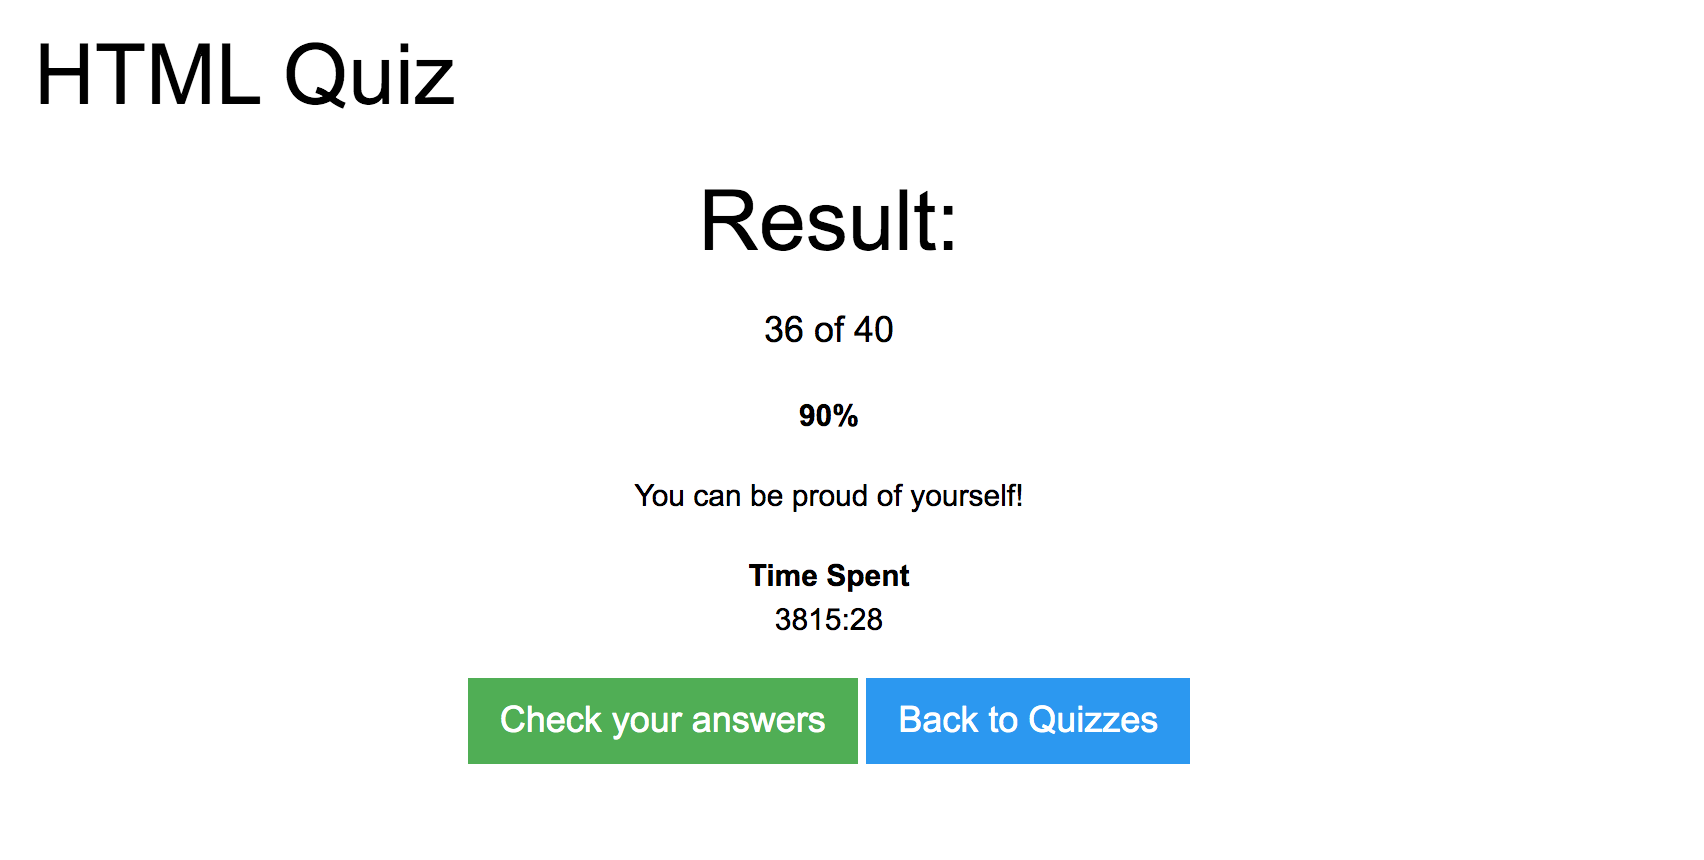 HTML Quiz
Result:
36 of 40
90%
You can be proud of yourself!
Time Spent
3815:28
Check your answers
Back to Quizzes